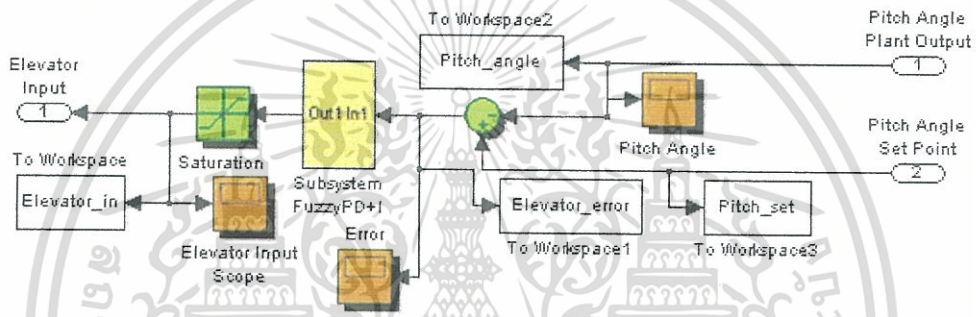 To Workspace2
Pitch_angle
Pitch Angle
Plant Output
1
Elevator
Input
1
Out1 In1
Pitch Angle
Pitch Angle
Set Point
2
Saturation
To Workspace
Elevator_in
Subsystem
FuzzyPD+I
Elevator_error
Pitch_set
Elevator Input
Scope
Error
To Workspace1
To Workspace3